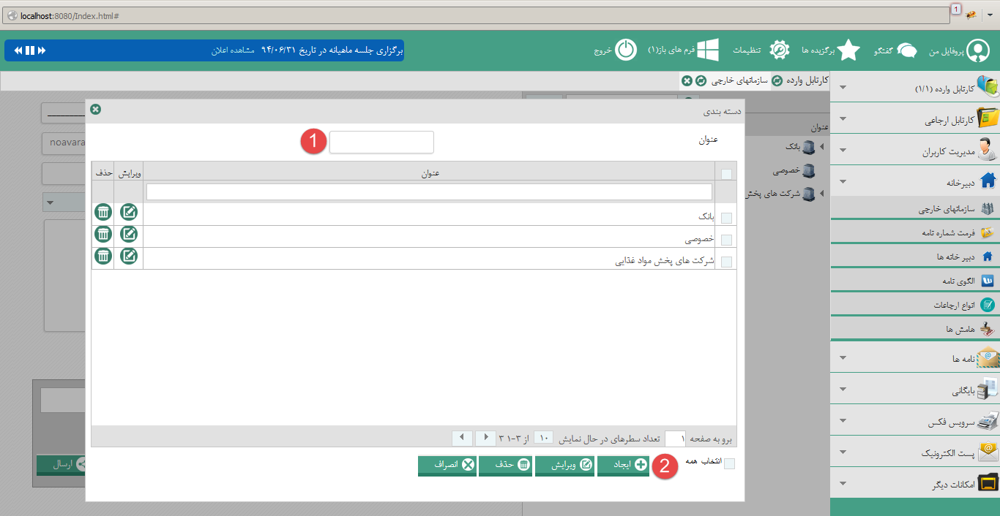 localhost:8080/Index.html#
1
پروفایل من
گفتگو
برگزیده ها
تنظیمات
فرم های باز(۱)
خروج
برگزاری جلسه ماهیانه در تاریخ ۹۴/۰۶/۳۱ مشاهده اعلان
کارتابل وارده
سازمانهای خارجی
کارتابل وارده (۱/۱)
کارتابل ارجاعی
مدیریت کاربران
دبیرخانه
سازمانهای خارجی
فرمت شماره نامه
دبیر خانه ها
الگوی نامه
انواع ارجاعات
هامش ها
نامه ها
بایگانی
سرویس فکس
پست الکترونیک
امکانات دیگر
عنوان
بانک
خصوصی
شرکت های پخش
دسته بندی
عنوان
1
عنوان ویرایش حذف
بانک
خصوصی
شرکت های پخش مواد غذایی
برو به صفحه ۱ تعداد سطرهای در حال نمایش ۱۰ ۱-۳ از ۳
انتخاب همه
2
ایجاد
ویرایش
حذف
انصراف
noavara
ارسال